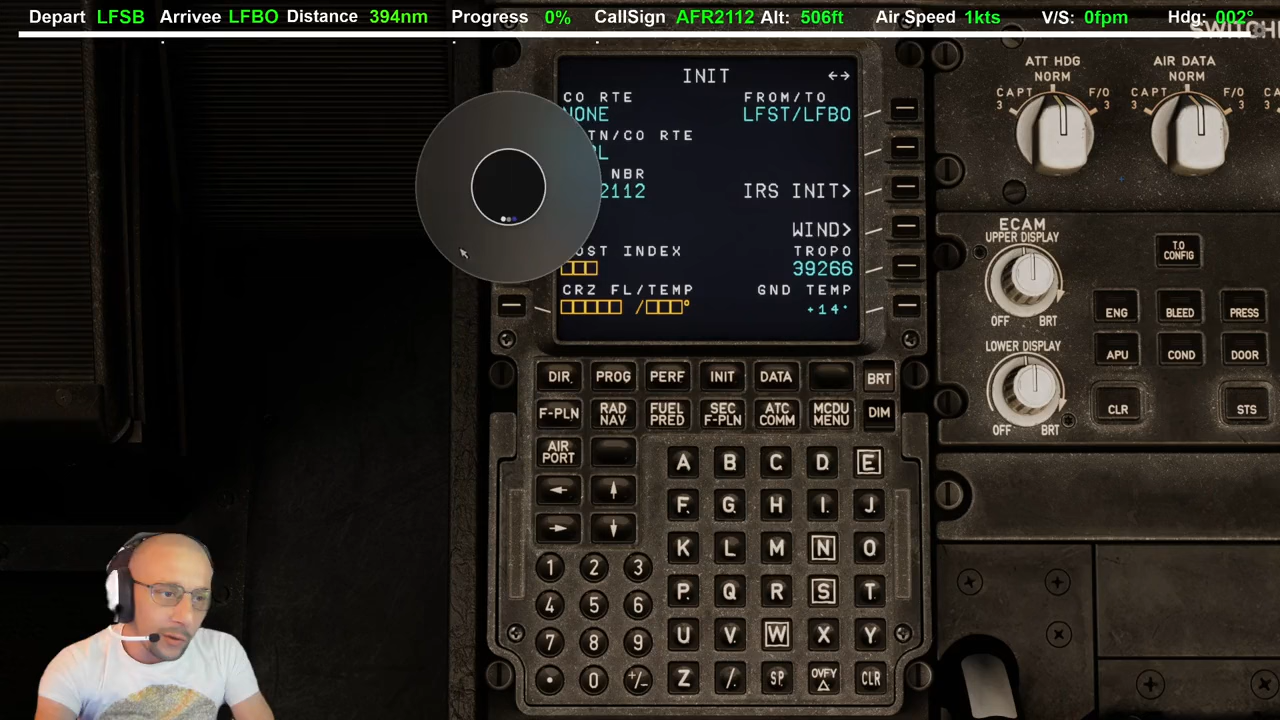 Depart LFSB Arrivee LFBO Distance 394nm Progress 0% CallSign AFR2112 Alt: 506ft Air Speed 1kts V/S: 0fpm Hdg: 002°
INIT ↔
CO RTE FROM/TO
NONE LFST/LFBO
TN/CO RTE
L
NBR
2112 IRS INIT>
WIND>
OST INDEX TROPO
39266
CRZ FL/TEMP GND TEMP
/ ° +14°
DIR PROG PERF INIT DATA BRT
F-PLN RAD NAV FUEL PRED SEC F-PLN ATC COMM MCDU MENU DIM
AIR PORT
← ↑
→ ↓
A B C D E
F G H I J
K L M N O
P Q R S T
U V W X Y
Z / SP OVFY Δ CLR
1 2 3
4 5 6
7 8 9
. 0 +/-
ATT HDG
NORM
CAPT 3 F/O 3
AIR DATA
NORM
CAPT 3 F/O 3
ECAM
UPPER DISPLAY
OFF BRT
T.O CONFIG
LOWER DISPLAY
OFF BRT
ENG BLEED PRESS
APU COND DOOR
CLR STS